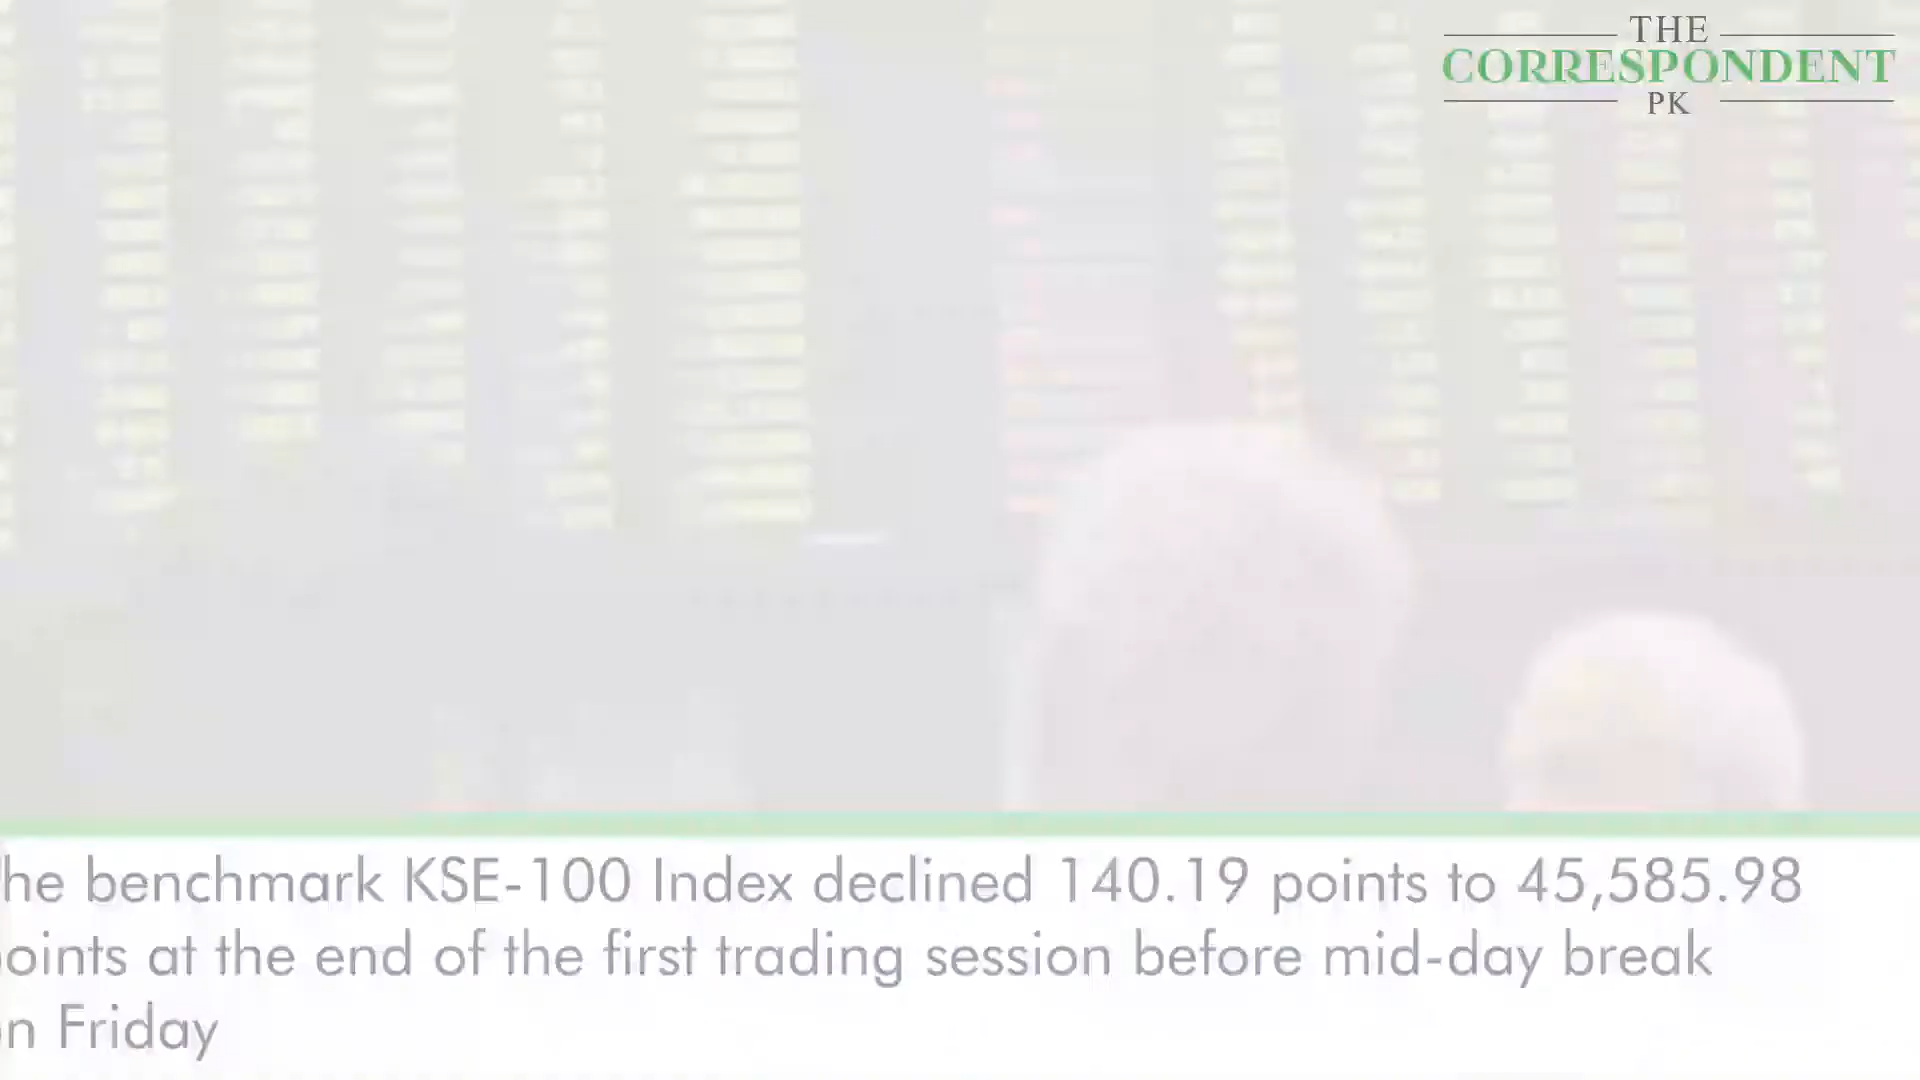 THE
CORRESPONDENT
PK
he benchmark KSE-100 Index declined 140.19 points to 45,585.98
oints at the end of the first trading session before mid-day break
n Friday